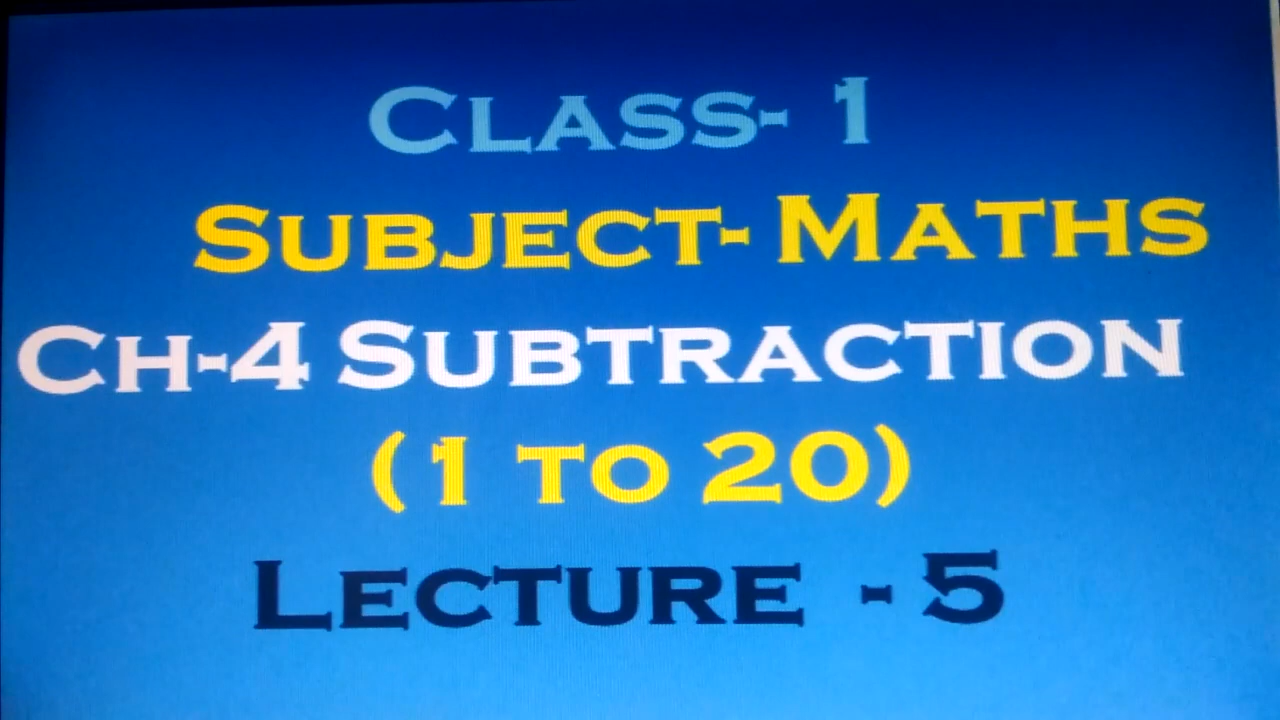 Class- 1
Subject- Maths
Ch-4 Subtraction
(1 to 20)
Lecture - 5